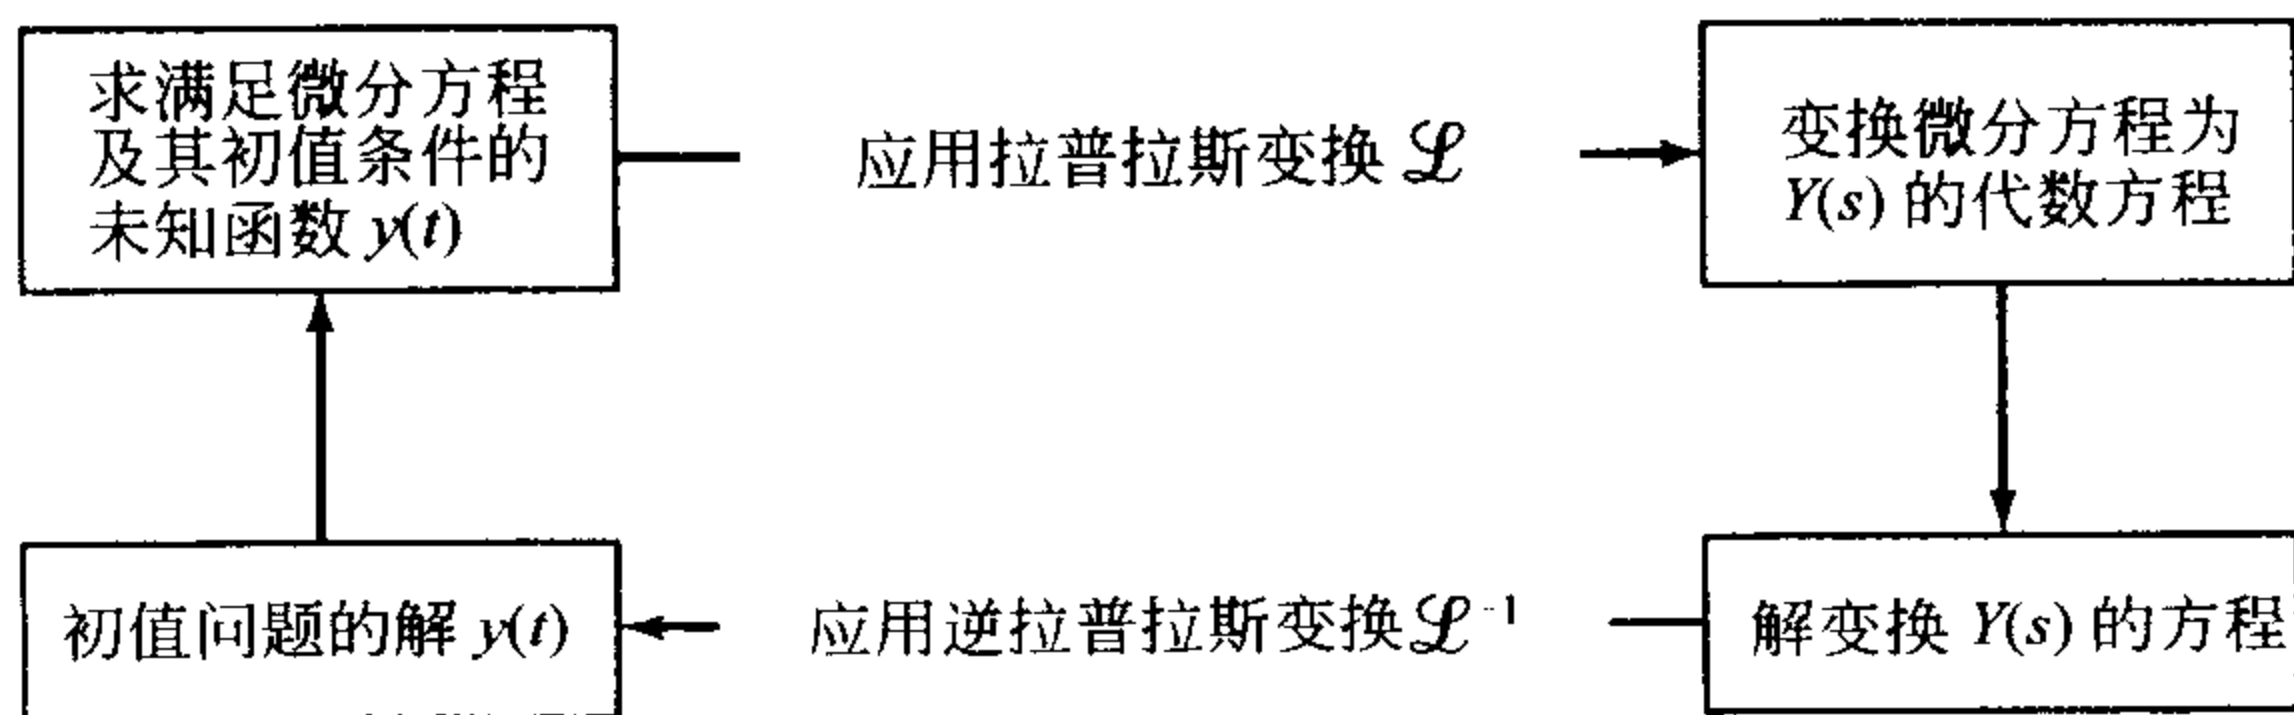 求满足微分方程
及其初值条件的
未知函数 y(t)
应用拉普拉斯变换 ℒ
变换微分方程为
Y(s) 的代数方程
初值问题的解 y(t)
应用逆拉普拉斯变换 ℒ⁻¹
解变换 Y(s) 的方程